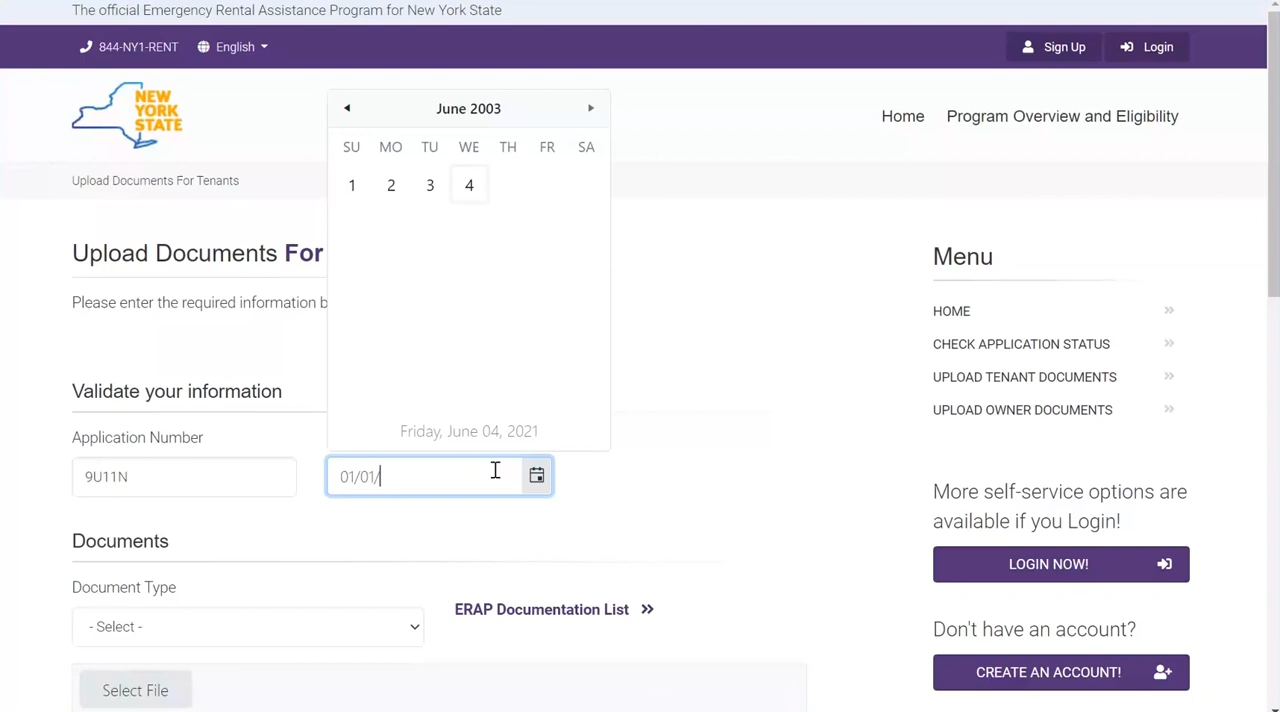 The official Emergency Rental Assistance Program for New York State
844-NY1-RENT English
Sign Up Login
NEW
YORK
STATE
Home Program Overview and Eligibility
Upload Documents For Tenants
June 2003
SU MO TU WE TH FR SA
1 2 3 4
Friday, June 04, 2021
Upload Documents For
Please enter the required information b
Validate your information
Application Number
9U11N 01/01/
Documents
Document Type
- Select -
ERAP Documentation List
Select File
Menu
HOME
CHECK APPLICATION STATUS
UPLOAD TENANT DOCUMENTS
UPLOAD OWNER DOCUMENTS
More self-service options are
available if you Login!
LOGIN NOW!
Don't have an account?
CREATE AN ACCOUNT!